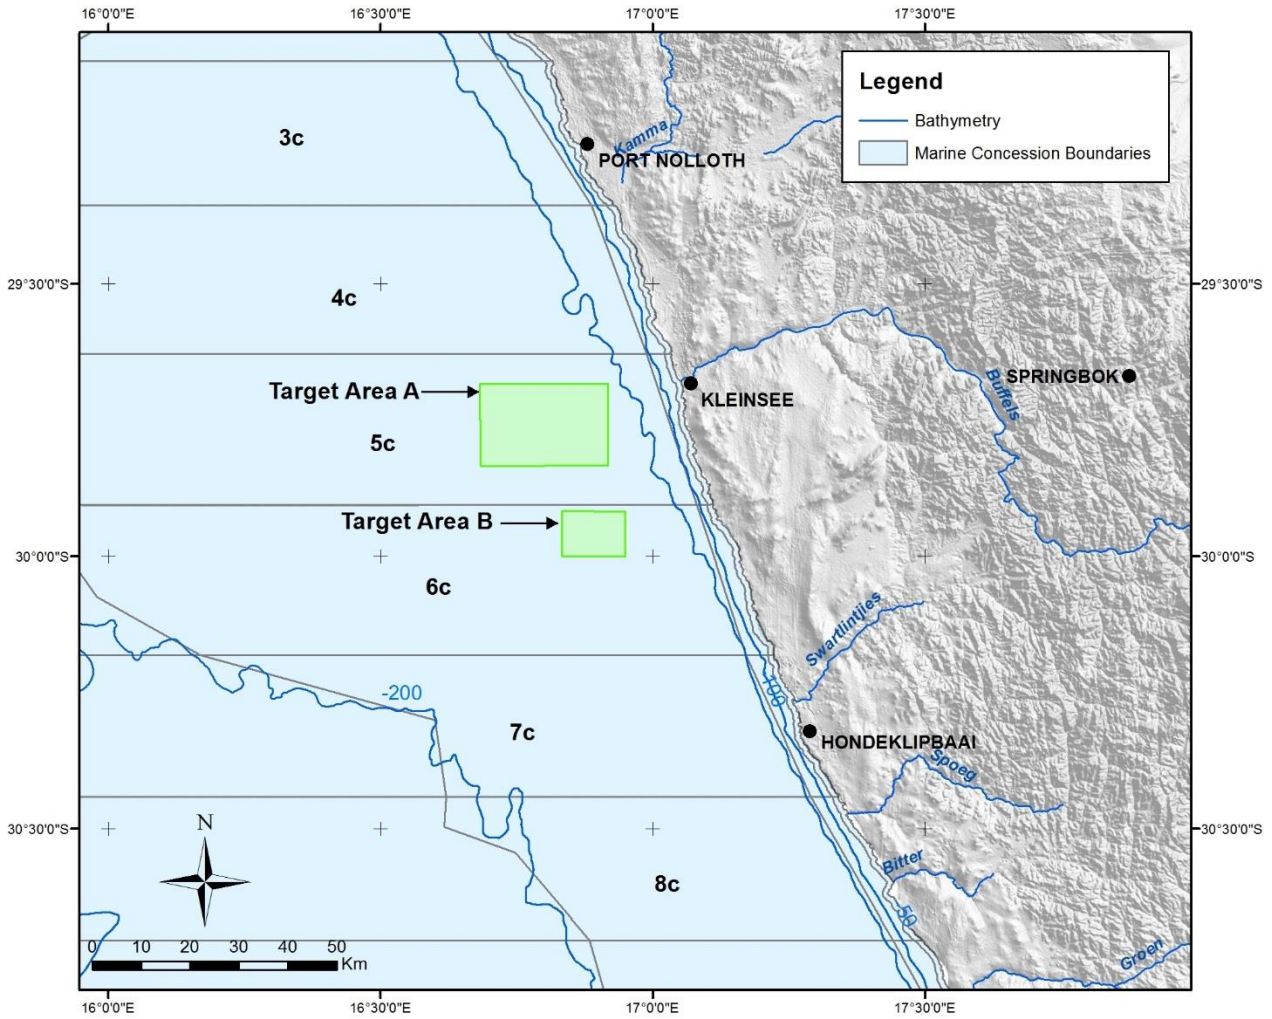 16°0'0"E 16°30'0"E 17°0'0"E 17°30'0"E
Legend
Bathymetry
Marine Concession Boundaries
3c
Kamma
PORT NOLLOTH
29°30'0"S 29°30'0"S
4c
Target Area A
KLEINSEE
SPRINGBOK
Buffels
5c
Target Area B
30°0'0"S 30°0'0"S
6c
Swartlintjies
-200
100
7c
HONDEKLIPBAAI
Spoeg
N
30°30'0"S 30°30'0"S
Bitter
8c
50
Groen
0 10 20 30 40 50
Km
16°0'0"E 16°30'0"E 17°0'0"E 17°30'0"E